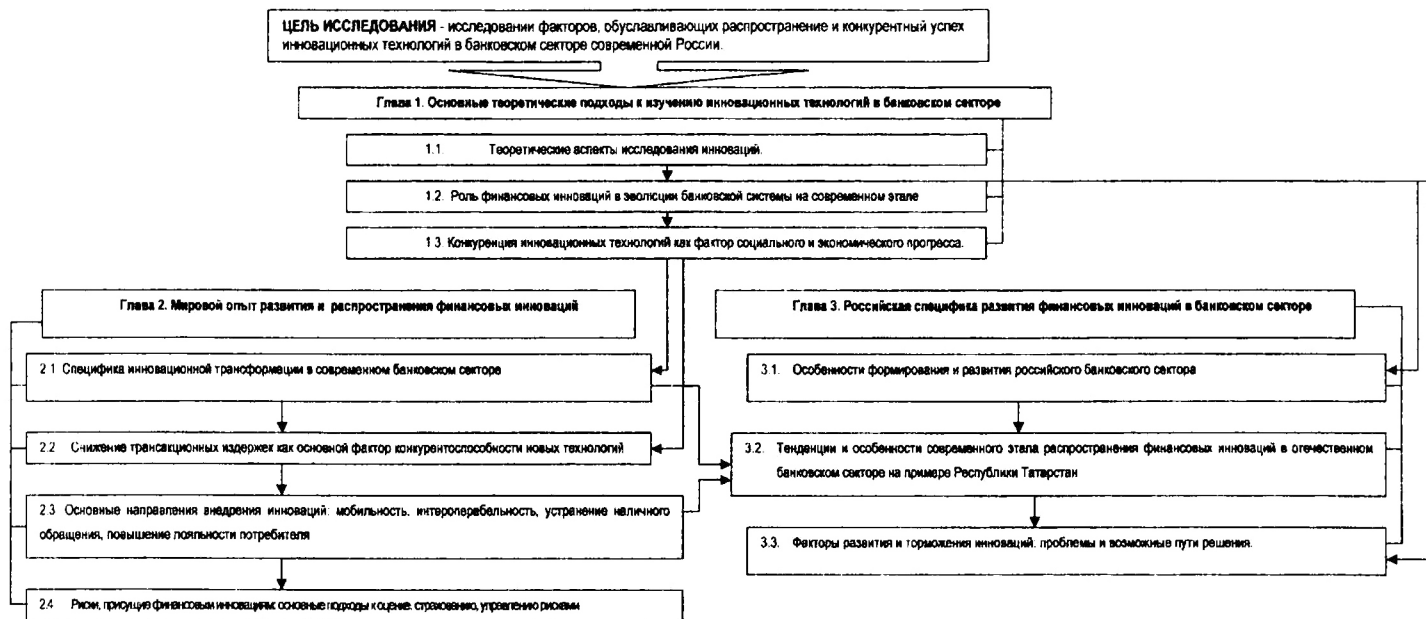 ЦЕЛЬ ИССЛЕДОВАНИЯ - исследовании факторов, обуславливающих распространение и конкурентный успех
инновационных технологий в банковском секторе современной России.
Глава 1. Основные теоретические подходы к изучению инновационных технологий в банковском секторе
1.1. Теоретические аспекты исследования инноваций.
1.2. Роль финансовых инноваций в эволюции банковской системы на современном этапе
1.3. Конкуренция инновационных технологий как фактор социального и экономического прогресса.
Глава 2. Мировой опыт развития и распространения финансовых инноваций
2.1 Специфика инновационной трансформации в современном банковском секторе
2.2 Снижение трансакционных издержек как основной фактор конкурентоспособности новых технологий
2.3 Основные направления внедрения инноваций: мобильность, интероперабельность, устранение наличного
обращения, повышение лояльности потребителя
2.4 Риски, присущие финансовым инновациям: основные подходы к оценке, страхованию, управлению рисками
Глава 3. Российская специфика развития финансовых инноваций в банковском секторе
3.1. Особенности формирования и развития российского банковского сектора
3.2. Тенденции и особенности современного этапа распространения финансовых инноваций в отечественном
банковском секторе на примере Республики Татарстан
3.3. Факторы развития и торможения инноваций: проблемы и возможные пути решения.